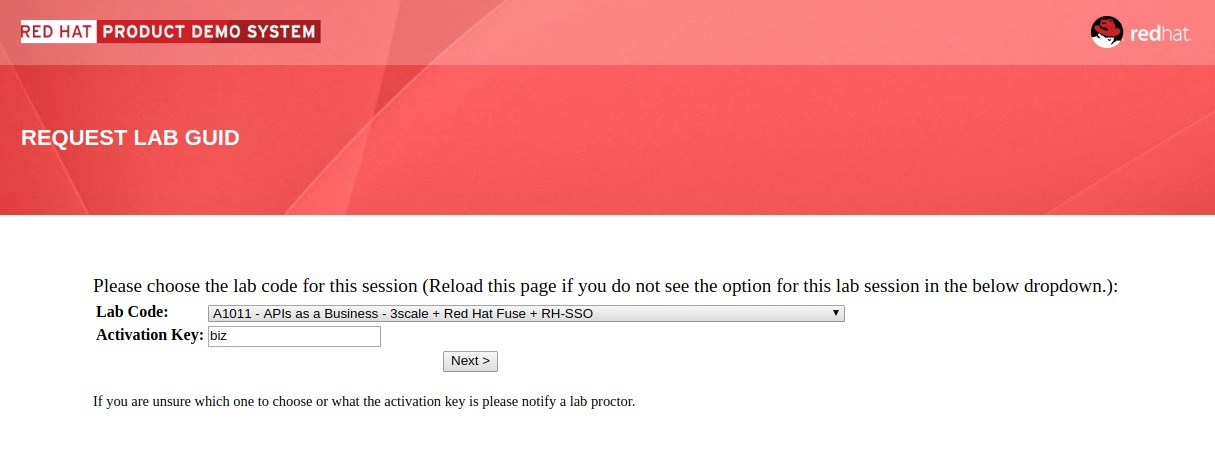 RED HAT PRODUCT DEMO SYSTEM
redhat.
REQUEST LAB GUID
Please choose the lab code for this session (Reload this page if you do not see the option for this lab session in the below dropdown.):
Lab Code: A1011 - APIs as a Business - 3scale + Red Hat Fuse + RH-SSO
Activation Key: biz
Next >
If you are unsure which one to choose or what the activation key is please notify a lab proctor.